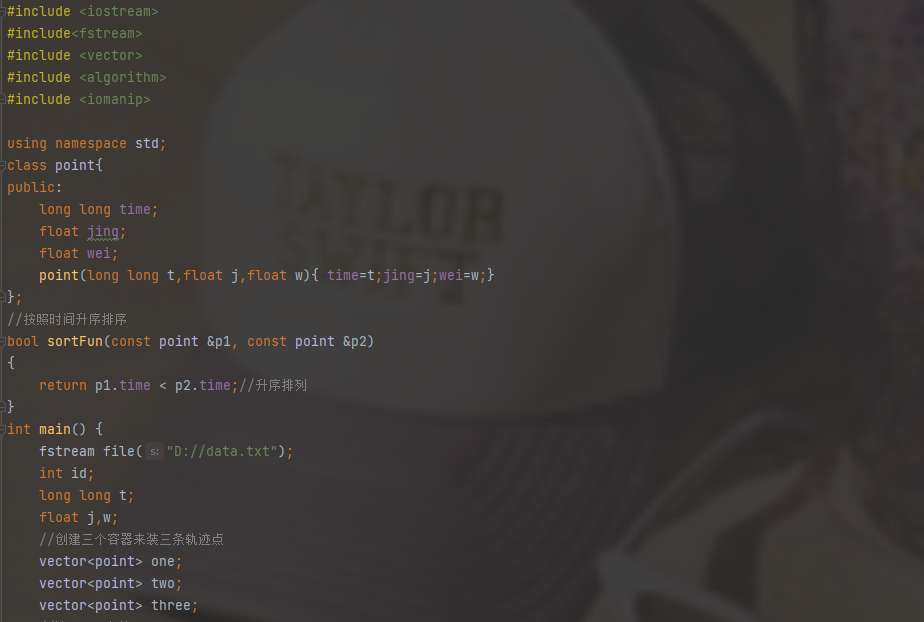 #include <iostream>
#include<fstream>
#include <vector>
#include <algorithm>
#include <iomanip>
using namespace std;
class point{
public:
    long long time;
    float jing;
    float wei;
    point(long long t,float j,float w){ time=t;jing=j;wei=w;}
};
//按照时间升序排序
bool sortFun(const point &p1, const point &p2)
{
    return p1.time < p2.time;//升序排列
}
int main() {
    fstream file( s: "D://data.txt");
    int id;
    long long t;
    float j,w;
    //创建三个容器来装三条轨迹点
    vector<point> one;
    vector<point> two;
    vector<point> three;
TAYLOR
SWIFT